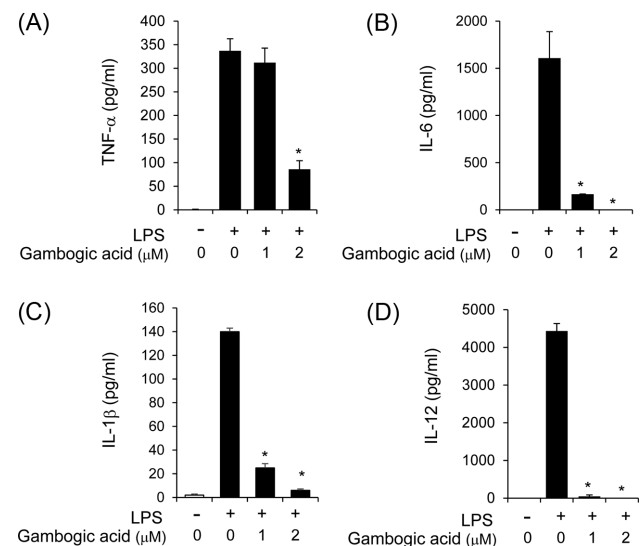 (A)
TNF-α (pg/ml)
400
350
300
250
200
150
100
50
0
*
LPS - + + +
Gambogic acid (μM) 0 0 1 2
(B)
IL-6 (pg/ml)
2000
1500
1000
500
0
* *
LPS - + + +
Gambogic acid (μM) 0 0 1 2
(C)
IL-1β (pg/ml)
160
140
120
100
80
60
40
20
0
* *
LPS - + + +
Gambogic acid (μM) 0 0 1 2
(D)
IL-12 (pg/ml)
5000
4000
3000
2000
1000
0
* *
LPS - + + +
Gambogic acid (μM) 0 0 1 2